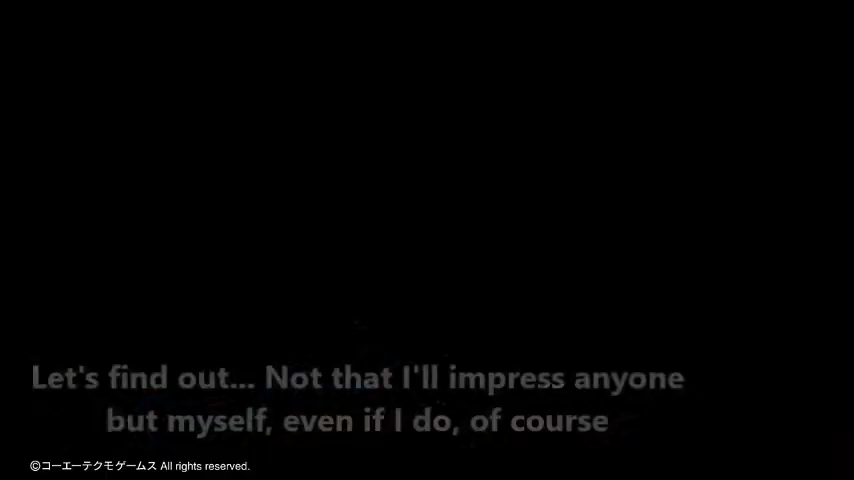 Let's find out... Not that I'll impress anyone
but myself, even if I do, of course
©コーエーテクモゲームス All rights reserved.